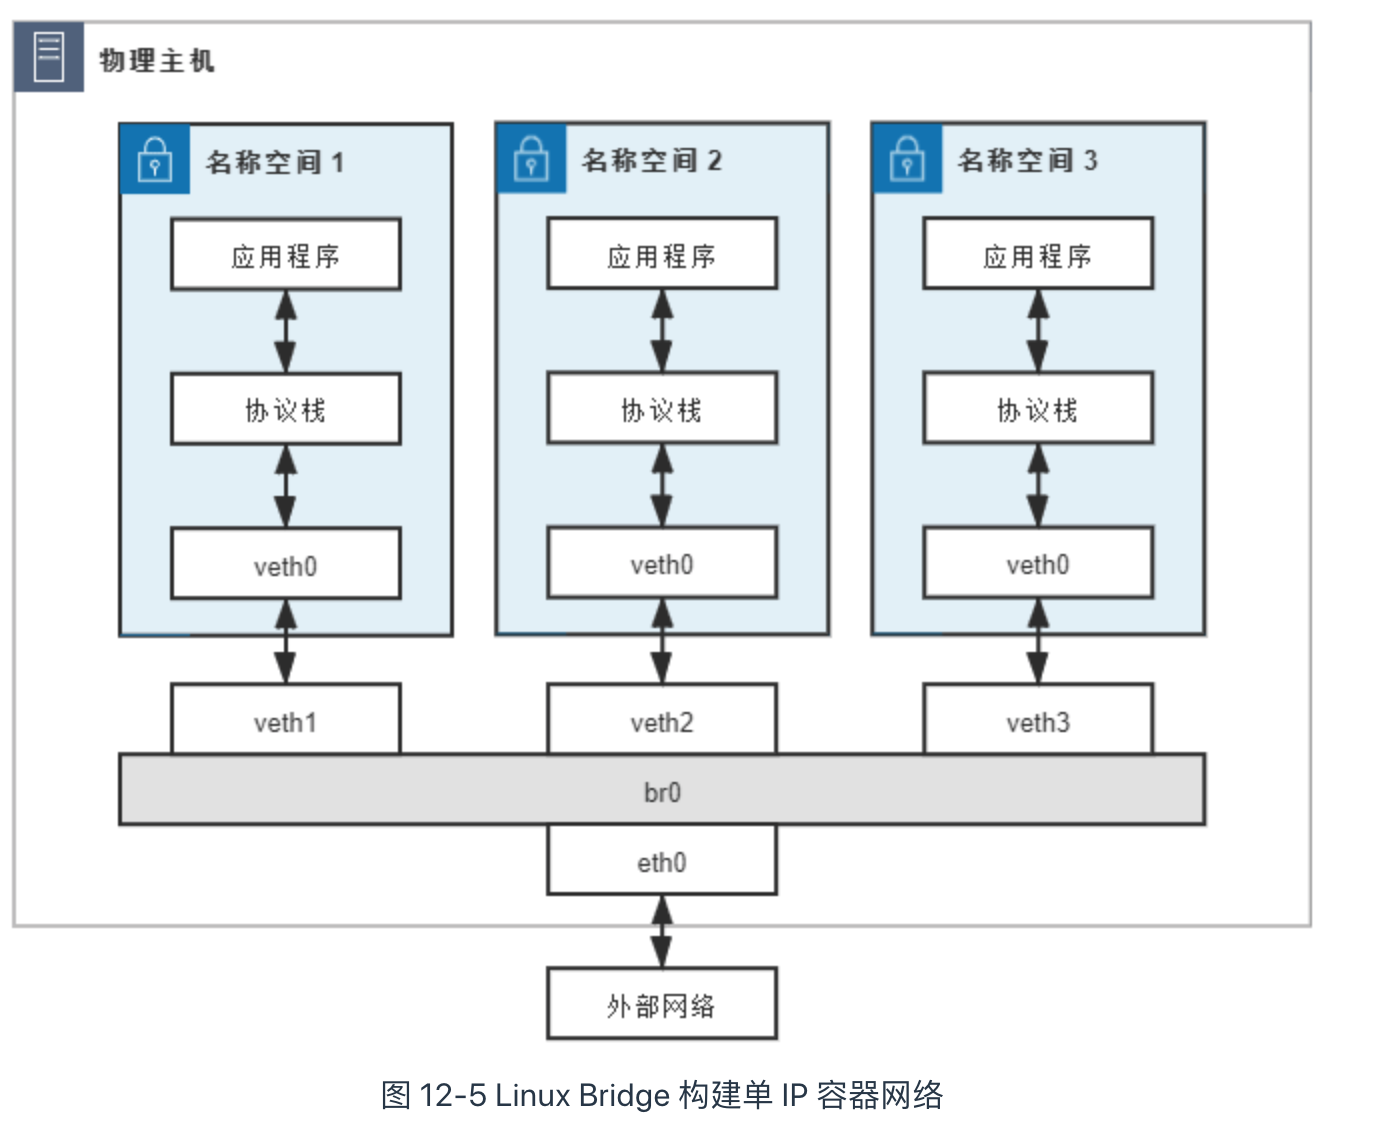 物理主机
名称空间 1
名称空间 2
名称空间 3
应用程序
应用程序
应用程序
协议栈
协议栈
协议栈
veth0
veth0
veth0
veth1
veth2
veth3
br0
eth0
外部网络
图 12-5 Linux Bridge 构建单 IP 容器网络